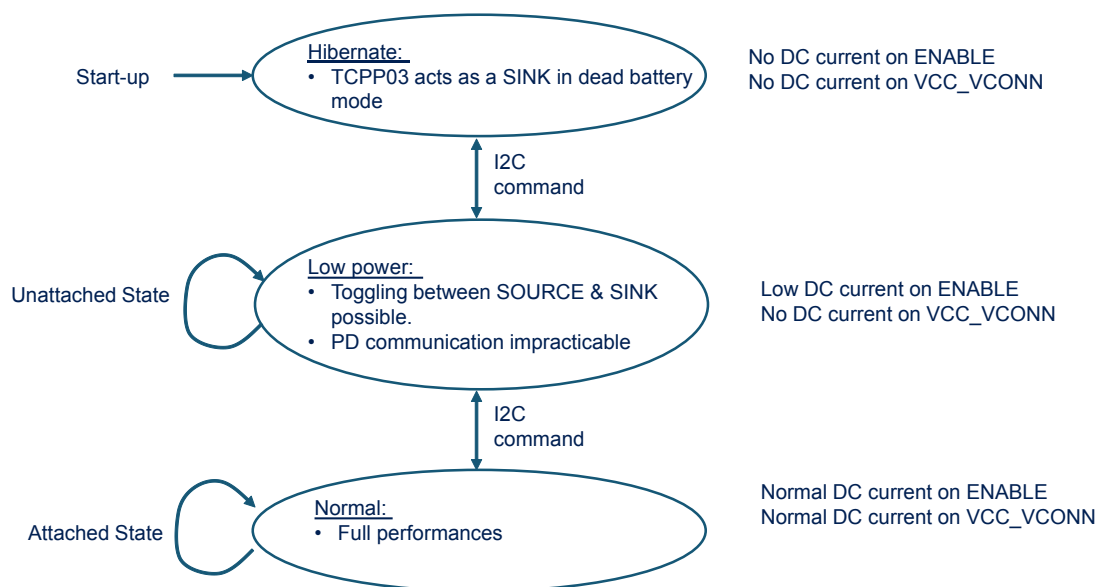 Start-up
Hibernate:
• TCPP03 acts as a SINK in dead battery
mode
No DC current on ENABLE
No DC current on VCC_VCONN
I2C
command
Unattached State
Low power:
• Toggling between SOURCE & SINK
possible.
• PD communication impracticable
Low DC current on ENABLE
No DC current on VCC_VCONN
I2C
command
Attached State
Normal:
• Full performances
Normal DC current on ENABLE
Normal DC current on VCC_VCONN